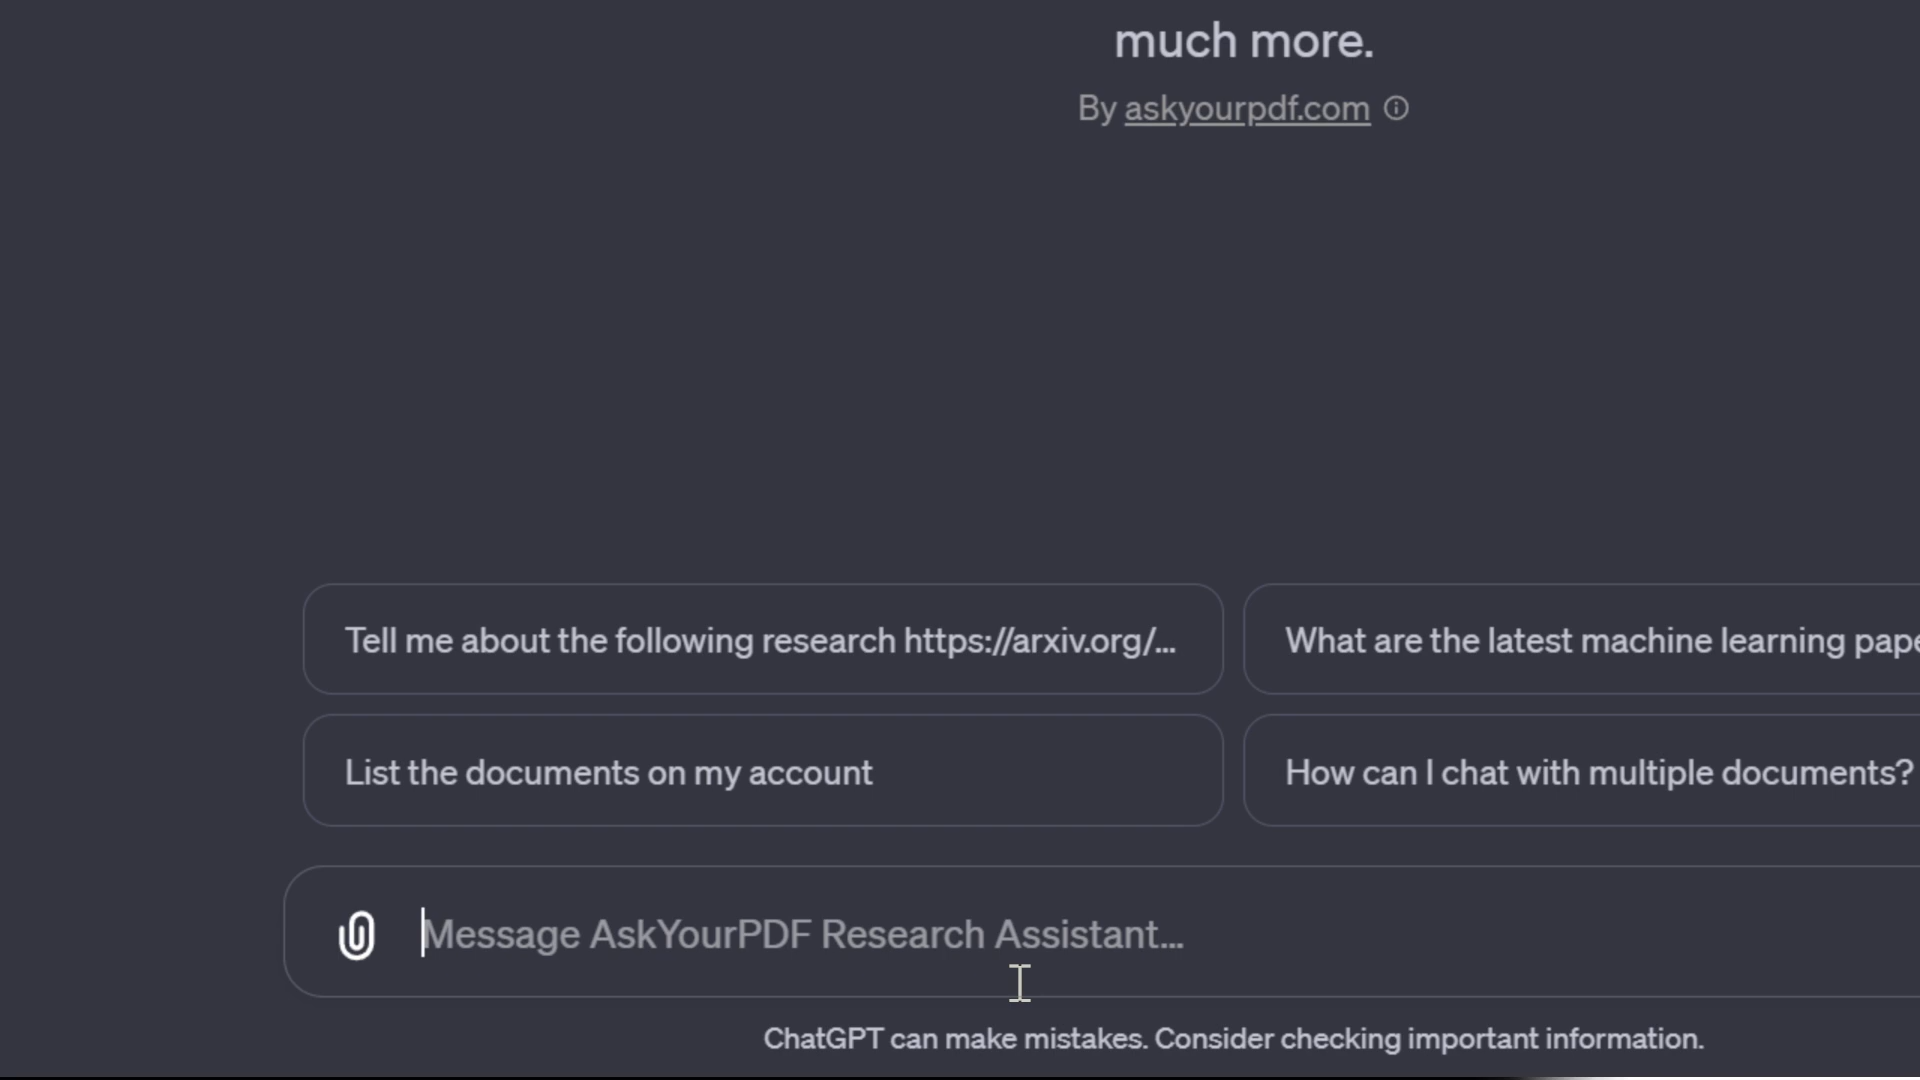 much more.
By askyourpdf.com
Tell me about the following research https://arxiv.org/...
What are the latest machine learning pape
List the documents on my account
How can I chat with multiple documents?
Message AskYourPDF Research Assistant...
ChatGPT can make mistakes. Consider checking important information.